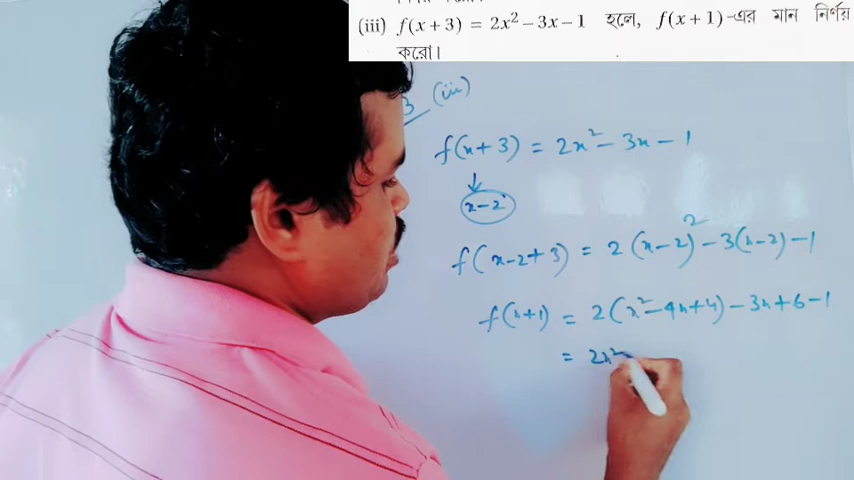 (iii) f(x + 3) = 2x² − 3x − 1 হলে, f(x + 1)-এর মান নির্ণয়
করো।
3 (iii)
f(x + 3) = 2x² − 3x − 1
↓
x − 2
f(x − 2 + 3) = 2(x − 2)² − 3(x − 2) − 1
f(x + 1) = 2(x² − 4x + 4) − 3x + 6 − 1
= 2x²